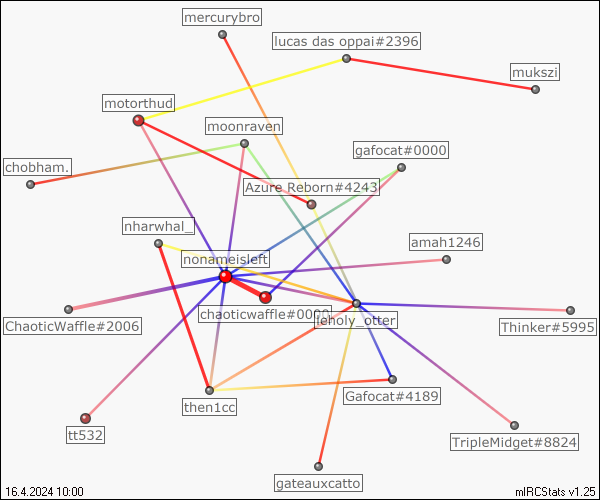 mercurybro
lucas das oppai#2396
mukszi
motorthud
moonraven
gafocat#0000
chobham.
Azure Reborn#4243
nharwhal_
amah1246
nonameisleft
chaoticwaffle#0000
ChaoticWaffle#2006
leholy_otter
Thinker#5995
then1cc
Gafocat#4189
tt532
TripleMidget#8824
gateauxcatto
16.4.2024 10:00
mIRCStats v1.25